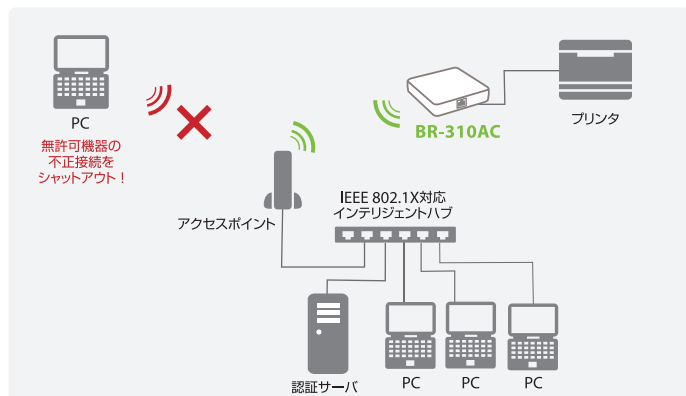 PC
無許可機器の
不正接続を
シャットアウト！
BR-310AC
プリンタ
アクセスポイント
IEEE 802.1X対応
インテリジェントハブ
認証サーバ
PC
PC
PC